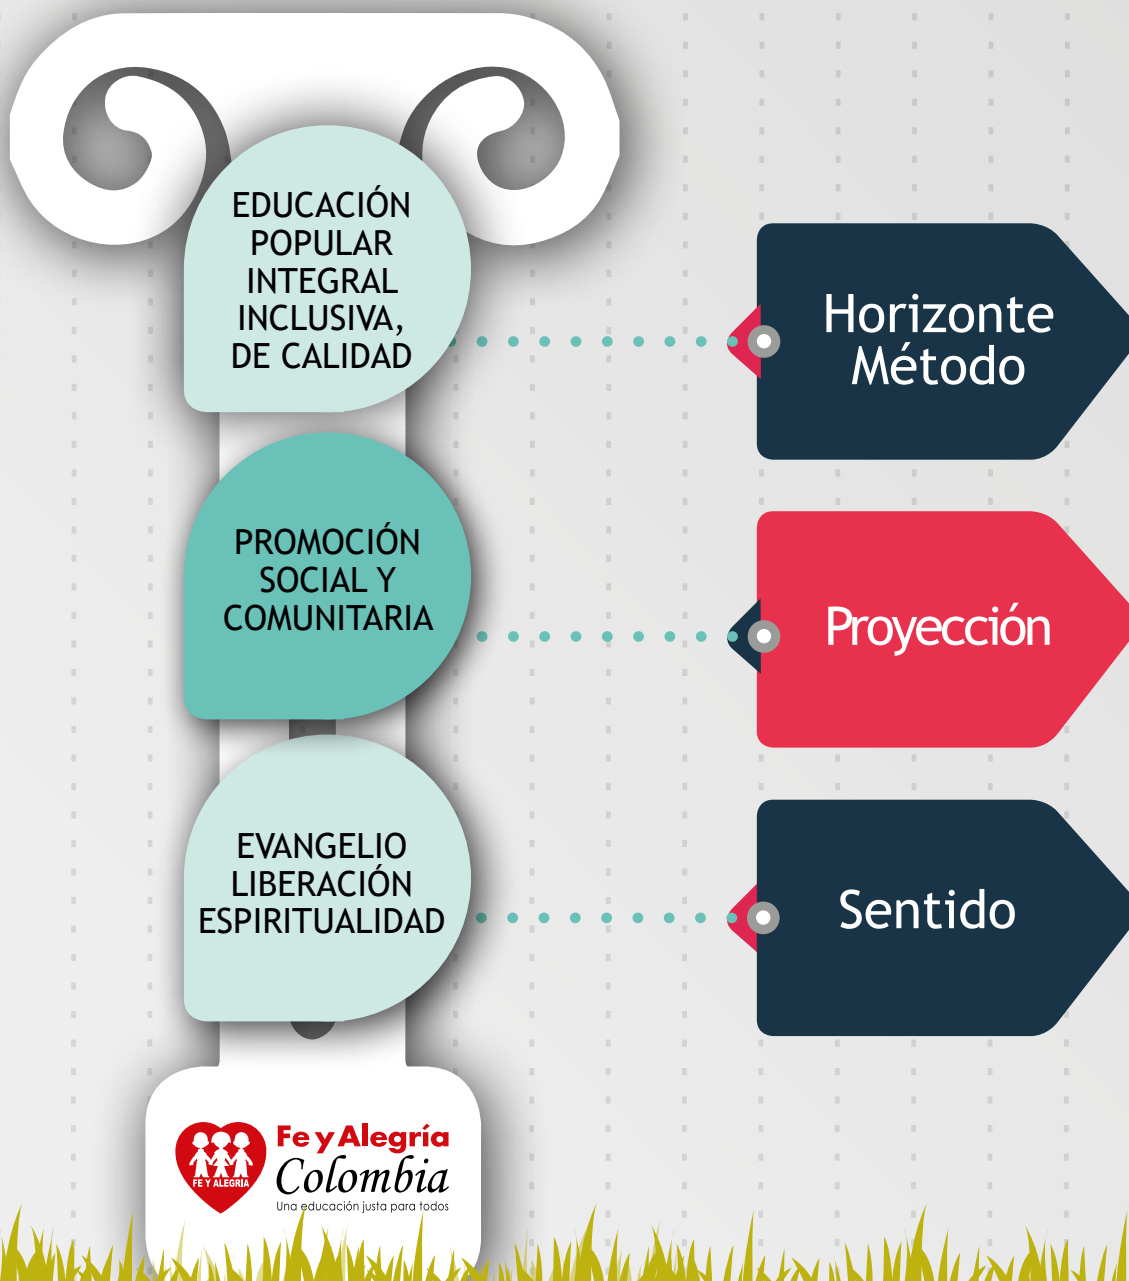 EDUCACIÓN
POPULAR
INTEGRAL
INCLUSIVA,
DE CALIDAD
Horizonte
Método
PROMOCIÓN
SOCIAL Y
COMUNITARIA
Proyección
EVANGELIO
LIBERACIÓN
ESPIRITUALIDAD
Sentido
FE Y ALEGRIA
Fe y Alegría
Colombia
Una educación justa para todos